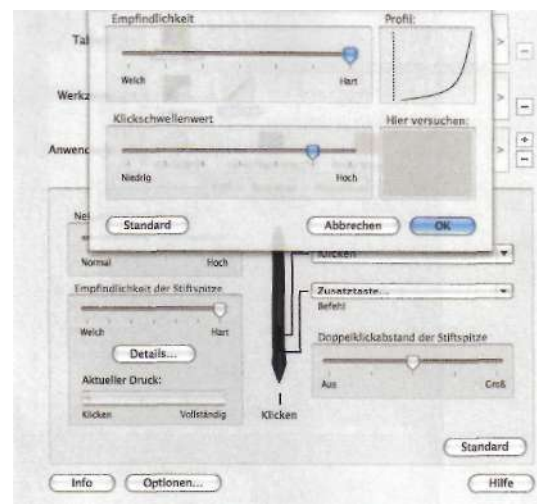 Empfindlichkeit
Profil:
Weich
Hart
Klickschwellenwert
Hier versuchen:
Niedrig
Hoch
Standard
Abbrechen
OK
Tal
Werkz
Anwend
Nei
Normal
Hoch
Klicken
Empfindlichkeit der Stiftspitze
Weich
Hart
Details...
Zusatztaste...
Befehl
Doppelklickabstand der Stiftspitze
Aus
Groß
Aktueller Druck:
Klicken
Vollständig
Klicken
Standard
Info
Optionen...
Hilfe